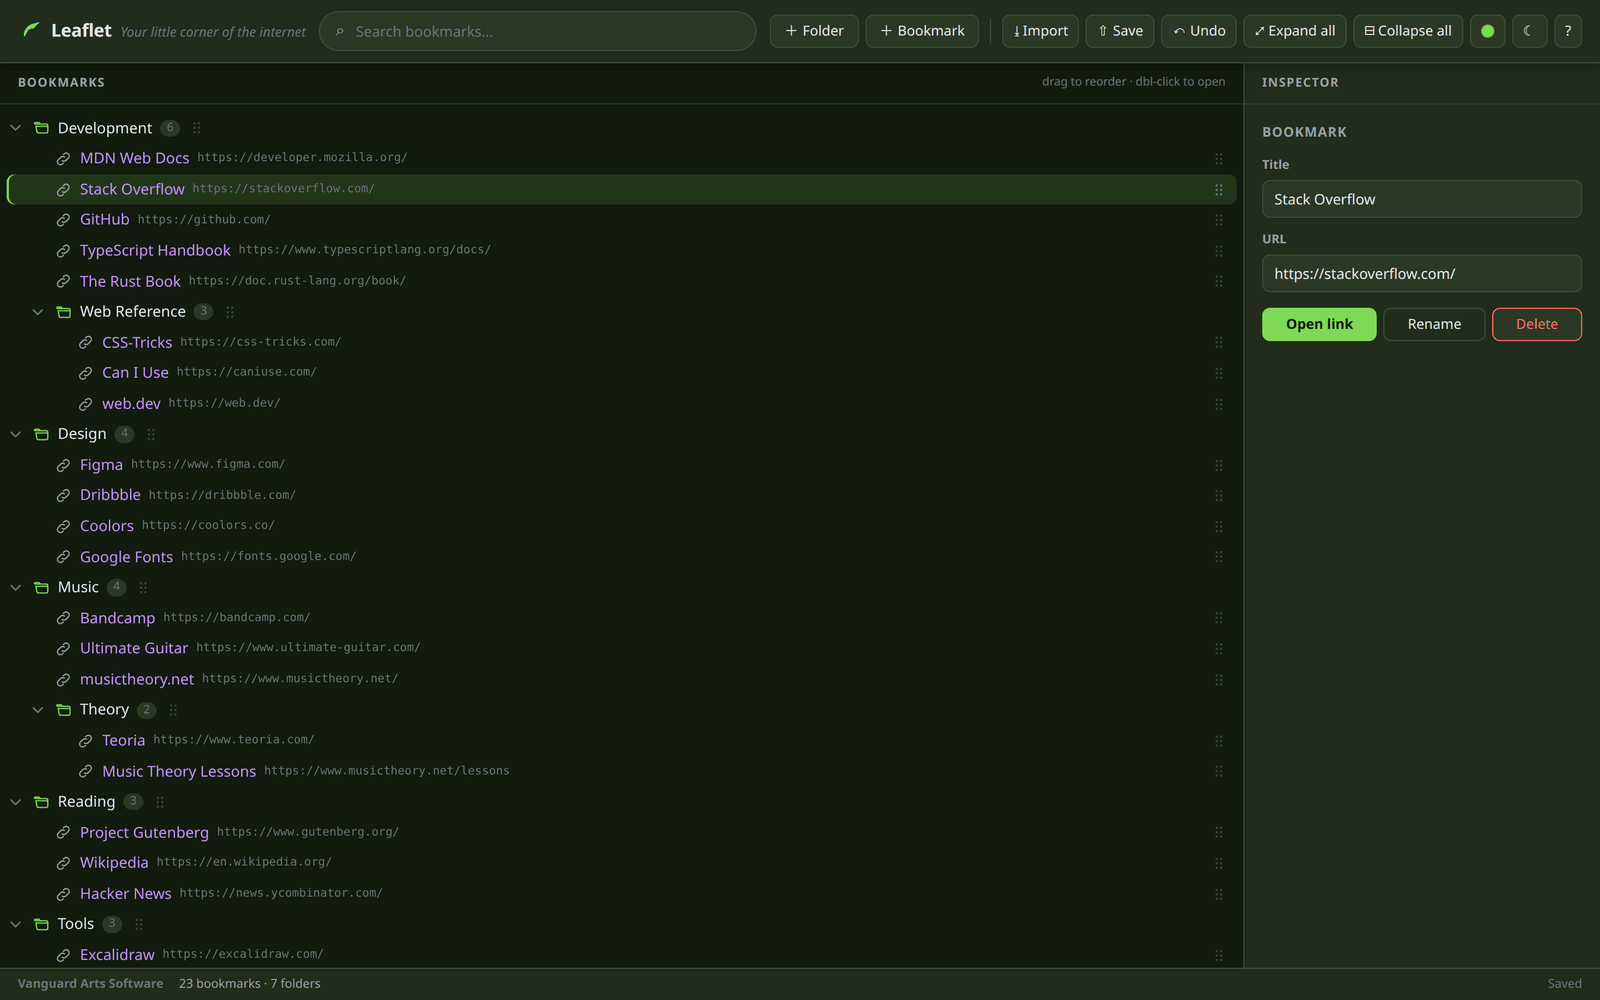 Leaflet Your little corner of the internet Search bookmarks... + Folder + Bookmark Import Save Undo Expand all Collapse all ?
BOOKMARKS drag to reorder · dbl-click to open
Development 6
MDN Web Docs https://developer.mozilla.org/
Stack Overflow https://stackoverflow.com/
GitHub https://github.com/
TypeScript Handbook https://www.typescriptlang.org/docs/
The Rust Book https://doc.rust-lang.org/book/
Web Reference 3
CSS-Tricks https://css-tricks.com/
Can I Use https://caniuse.com/
web.dev https://web.dev/
Design 4
Figma https://www.figma.com/
Dribbble https://dribbble.com/
Coolors https://coolors.co/
Google Fonts https://fonts.google.com/
Music 4
Bandcamp https://bandcamp.com/
Ultimate Guitar https://www.ultimate-guitar.com/
musictheory.net https://www.musictheory.net/
Theory 2
Teoria https://www.teoria.com/
Music Theory Lessons https://www.musictheory.net/lessons
Reading 3
Project Gutenberg https://www.gutenberg.org/
Wikipedia https://en.wikipedia.org/
Hacker News https://news.ycombinator.com/
Tools 3
Excalidraw https://excalidraw.com/
INSPECTOR
BOOKMARK
Title
Stack Overflow
URL
https://stackoverflow.com/
Open link Rename Delete
Vanguard Arts Software 23 bookmarks · 7 folders Saved